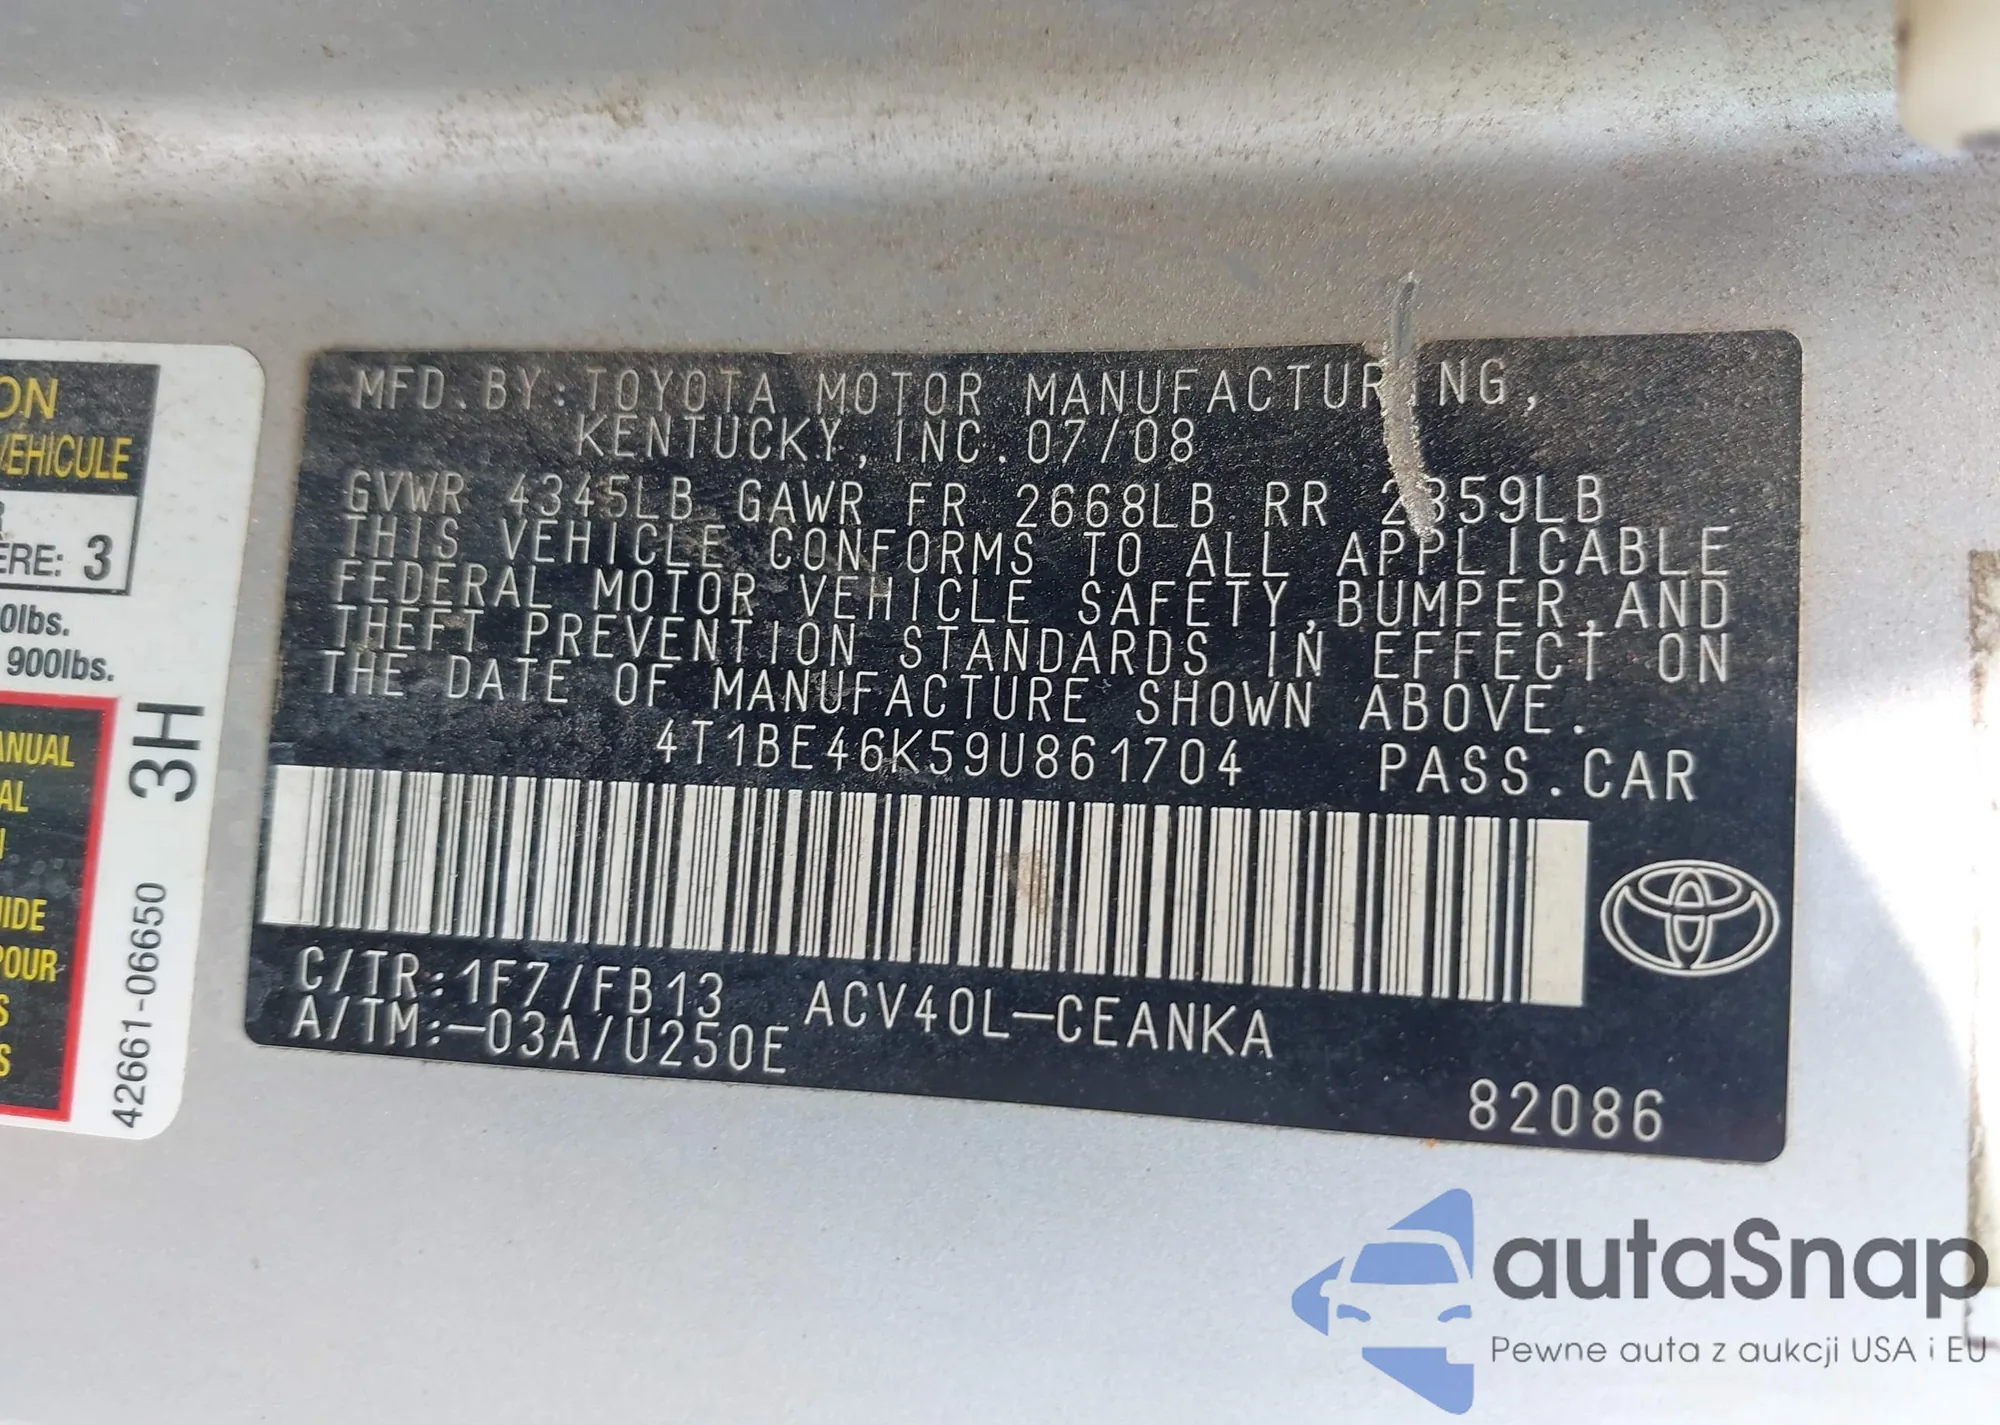 MFD.BY:TOYOTA MOTOR MANUFACTURING,
KENTUCKY, INC. 07/08
GVWR 4345LB GAWR FR 2668LB RR 2359LB
THIS VEHICLE CONFORMS TO ALL APPLICABLE
FEDERAL MOTOR VEHICLE SAFETY,BUMPER,AND
THEFT PREVENTION STANDARDS IN EFFECT ON
THE DATE OF MANUFACTURE SHOWN ABOVE.
4T1BE46K59U861704 PASS.CAR
C/TR:1F7/FB13 ACV40L-CEANKA
A/TM:-03A/U250E
82086
ON
VÉHICULE
R
ERE: 3
0lbs.
900lbs.
ANUAL
AL
N
UIDE
POUR
S
S
3H
42661-06650
autaSnap
Pewne auta z aukcji USA i EU